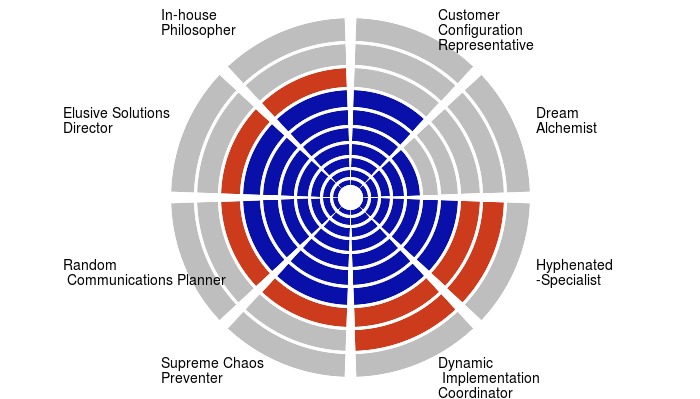 In-house
Philosopher
Customer
Configuration
Representative
Elusive Solutions
Director
Dream
Alchemist
Random
Communications Planner
Hyphenated
-Specialist
Supreme Chaos
Preventer
Dynamic
Implementation
Coordinator